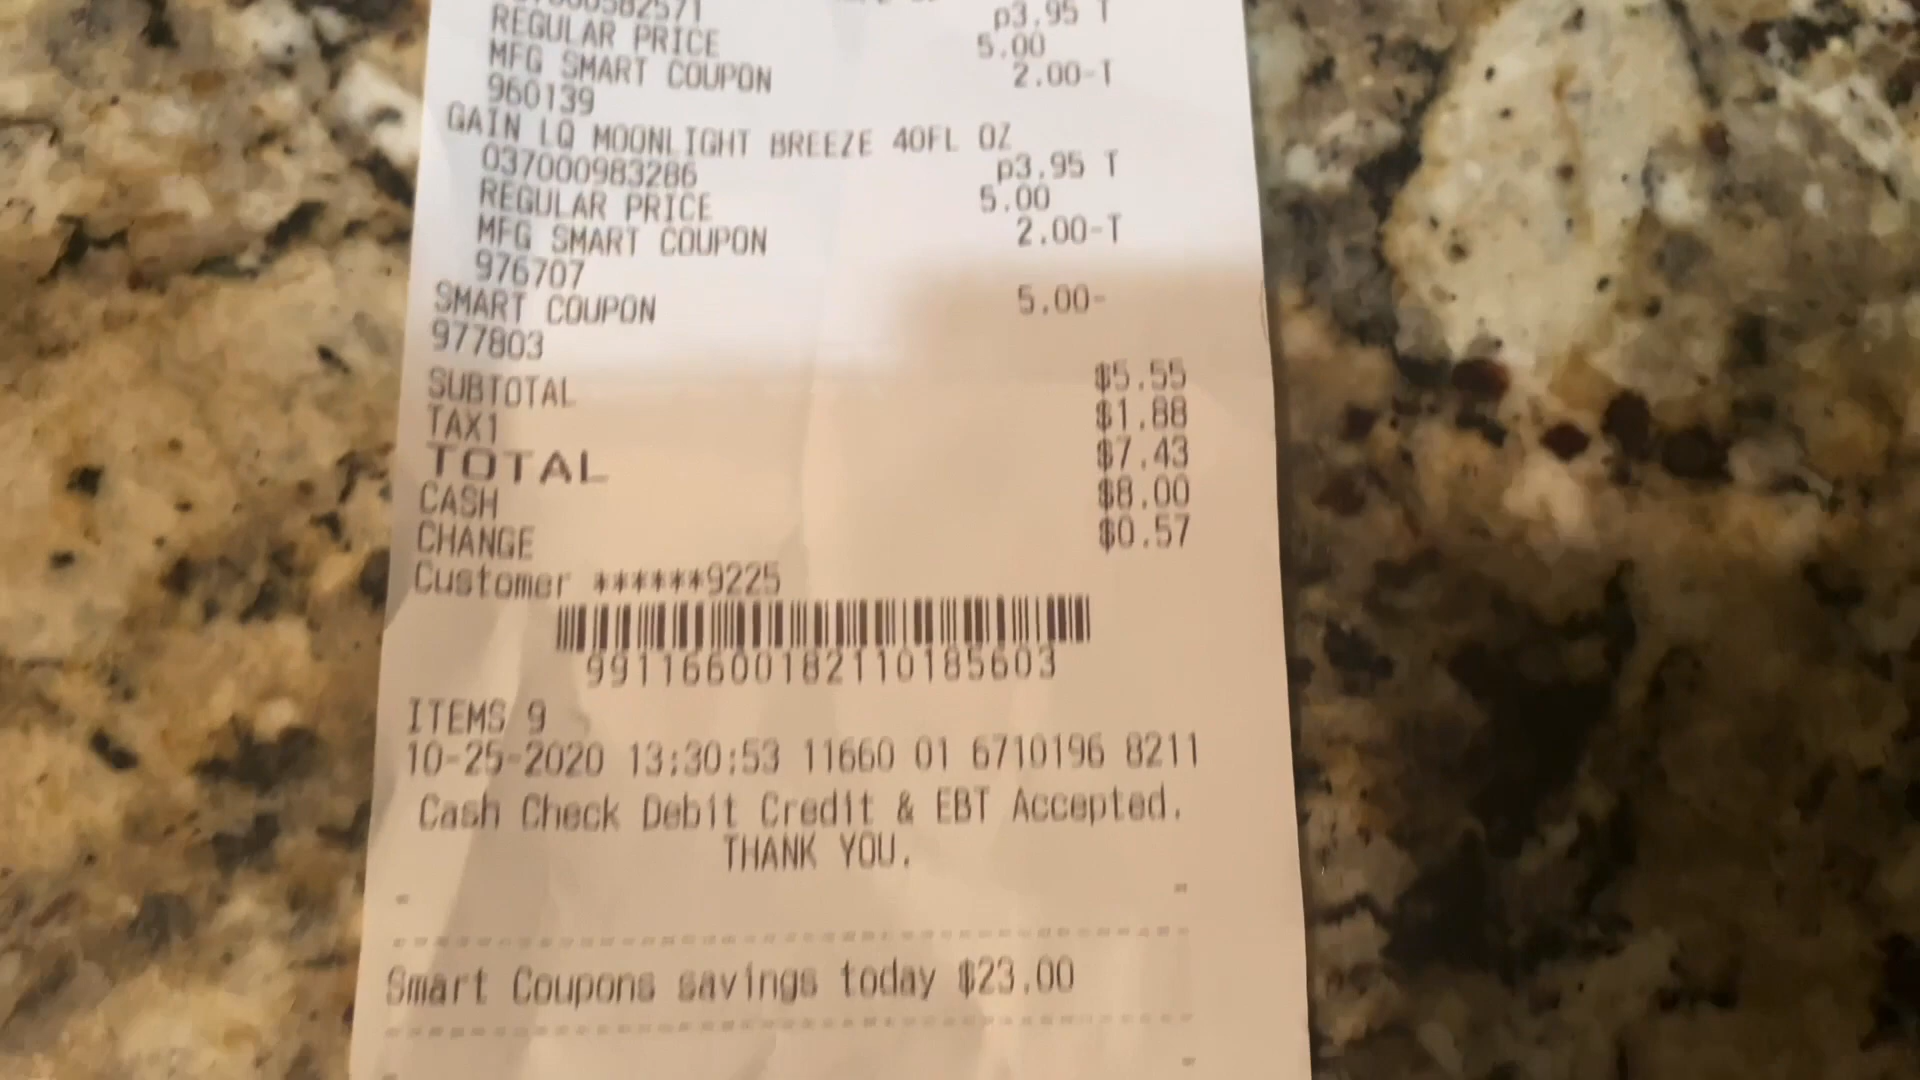 p3.95 T
REGULAR PRICE 5.00
MFG SMART COUPON 2.00-T
960139
GAIN LQ MOONLIGHT BREEZE 40FL OZ
037000983286 p3.95 T
REGULAR PRICE 5.00
MFG SMART COUPON 2.00-T
976707
SMART COUPON 5.00-
977803
SUBTOTAL $5.55
TAX1 $1.88
TOTAL $7.43
CASH $8.00
CHANGE $0.57
Customer ******9225
99116600182110185603
ITEMS 9
10-25-2020 13:30:53 11660 01 6710196 8211
Cash Check Debit Credit & EBT Accepted.
THANK YOU.
Smart Coupons savings today $23.00